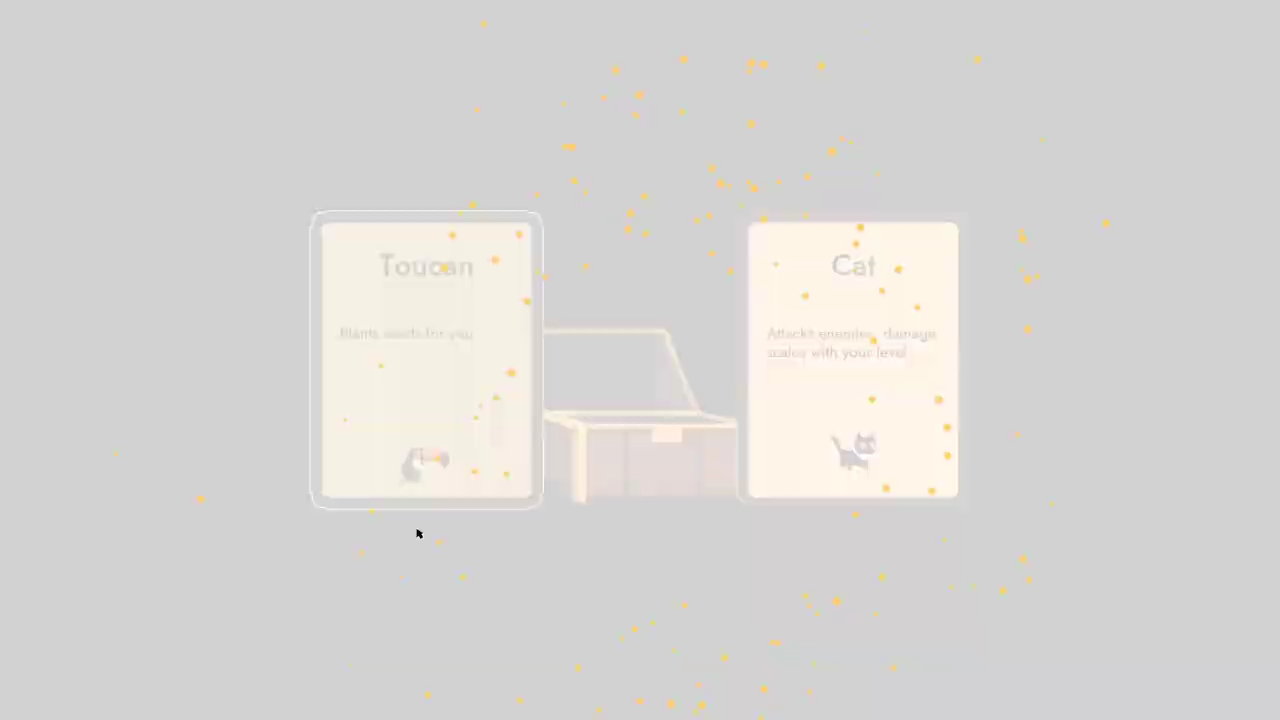 Toucan
Plants seeds for you
Cat
Attacks enemies, damage
scales with your level